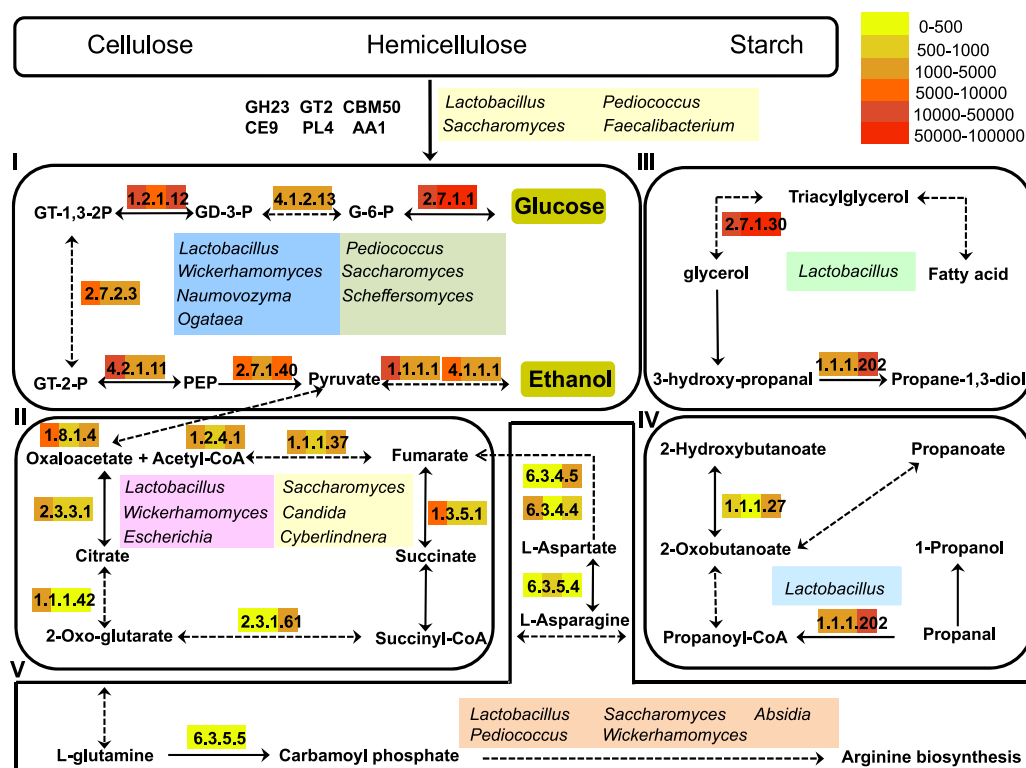 Cellulose Hemicellulose Starch
0-500
500-1000
1000-5000
5000-10000
10000-50000
50000-100000
GH23 GT2 CBM50
CE9 PL4 AA1
Lactobacillus Pediococcus
Saccharomyces Faecalibacterium
I
1.2.1.12 4.1.2.13 2.7.1.1
GT-1,3-2P GD-3-P G-6-P Glucose
Lactobacillus Pediococcus
Wickerhamomyces Saccharomyces
Naumovozyma Scheffersomyces
Ogataea
2.7.2.3
4.2.1.11 2.7.1.40 1.1.1.1 4.1.1.1
GT-2-P PEP Pyruvate Ethanol
III
Triacylglycerol
2.7.1.30
glycerol Lactobacillus Fatty acid
1.1.1.202
3-hydroxy-propanal Propane-1,3-diol
II
1.8.1.4 1.2.4.1 1.1.1.37
Oxaloacetate + Acetyl-CoA Fumarate
Lactobacillus Saccharomyces
Wickerhamomyces Candida
Escherichia Cyberlindnera
2.3.3.1 1.3.5.1
Citrate Succinate
1.1.1.42 2.3.1.61
2-Oxo-glutarate Succinyl-CoA
6.3.4.5
6.3.4.4
L-Aspartate
6.3.5.4
L-Asparagine
IV
2-Hydroxybutanoate Propanoate
1.1.1.27
2-Oxobutanoate 1-Propanol
Lactobacillus
1.1.1.202
Propanoyl-CoA Propanal
V
Lactobacillus Saccharomyces Absidia
Pediococcus Wickerhamomyces
6.3.5.5
L-glutamine Carbamoyl phosphate Arginine biosynthesis